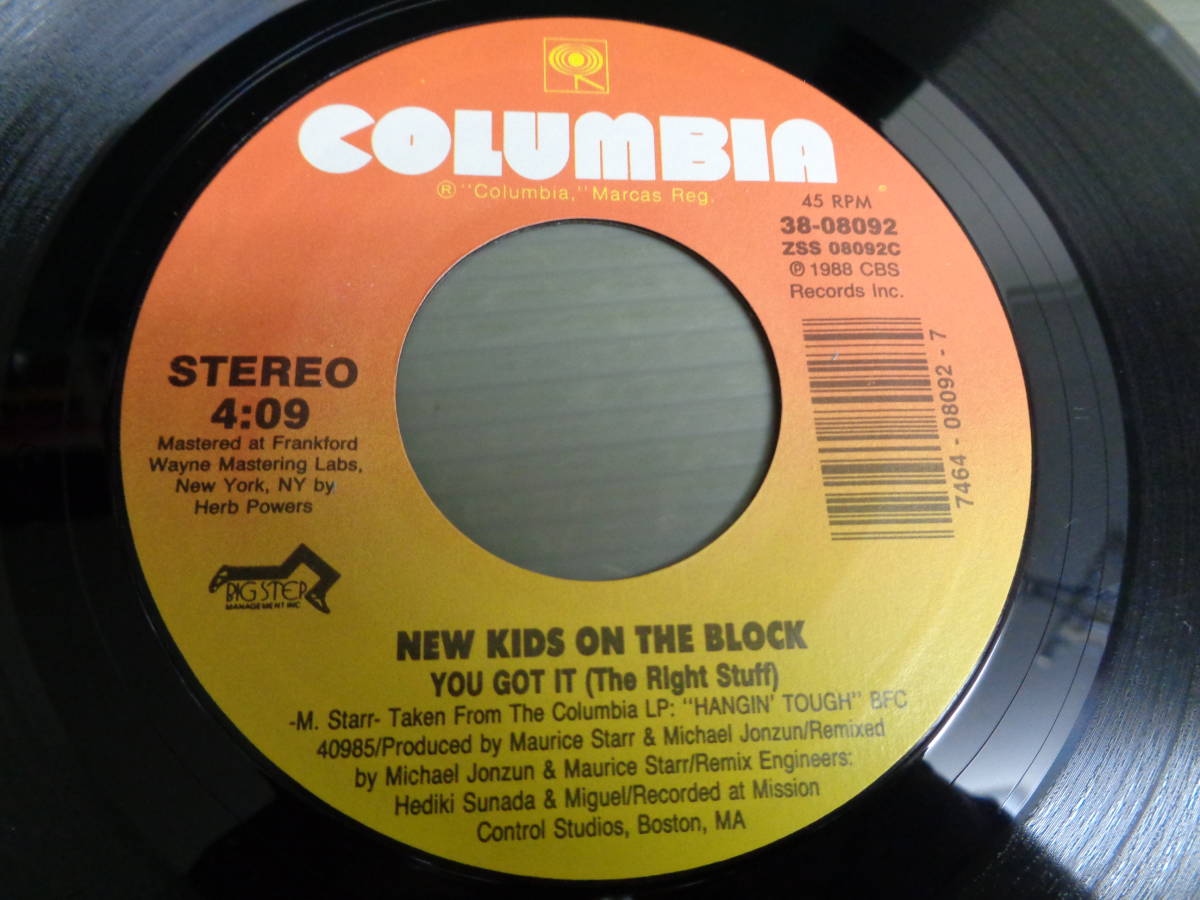 COLUMBIA
® "Columbia," Marcas Reg.
45 RPM
38-08092
ZSS 08092C
℗ 1988 CBS
Records Inc.
7464 - 08092 - 7
STEREO
4:09
Mastered at Frankford
Wayne Mastering Labs,
New York, NY by
Herb Powers
BIG STEP
MANAGEMENT INC
NEW KIDS ON THE BLOCK
YOU GOT IT (The Right Stuff)
-M. Starr- Taken From The Columbia LP: "HANGIN' TOUGH" BFC
40985/Produced by Maurice Starr & Michael Jonzun/Remixed
by Michael Jonzun & Maurice Starr/Remix Engineers:
Hediki Sunada & Miguel/Recorded at Mission
Control Studios, Boston, MA